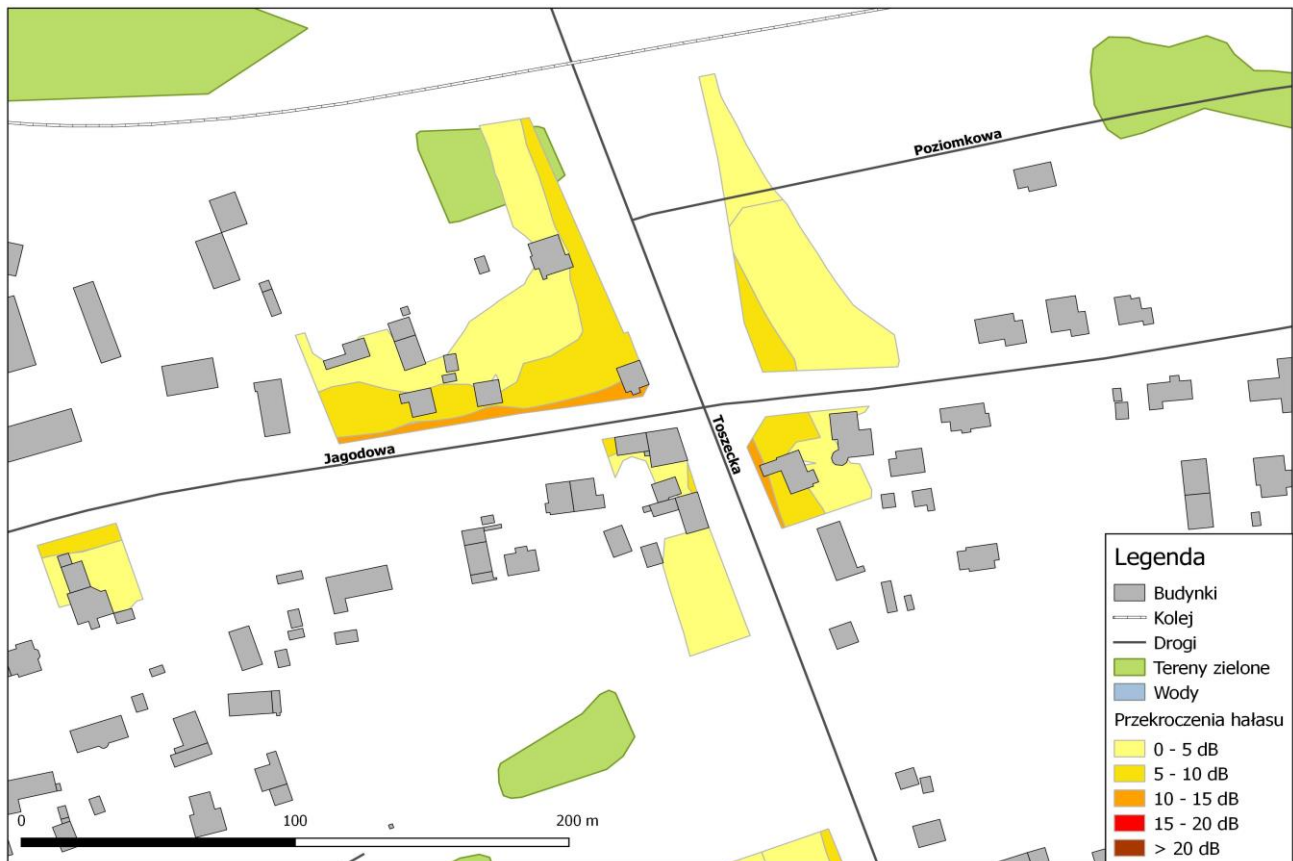 Poziomkowa
Toszecka
Jagodowa
Legenda
Budynki
Kolej
Drogi
Tereny zielone
Wody
Przekroczenia hałasu
0 - 5 dB
5 - 10 dB
10 - 15 dB
15 - 20 dB
> 20 dB
0 100 200 m